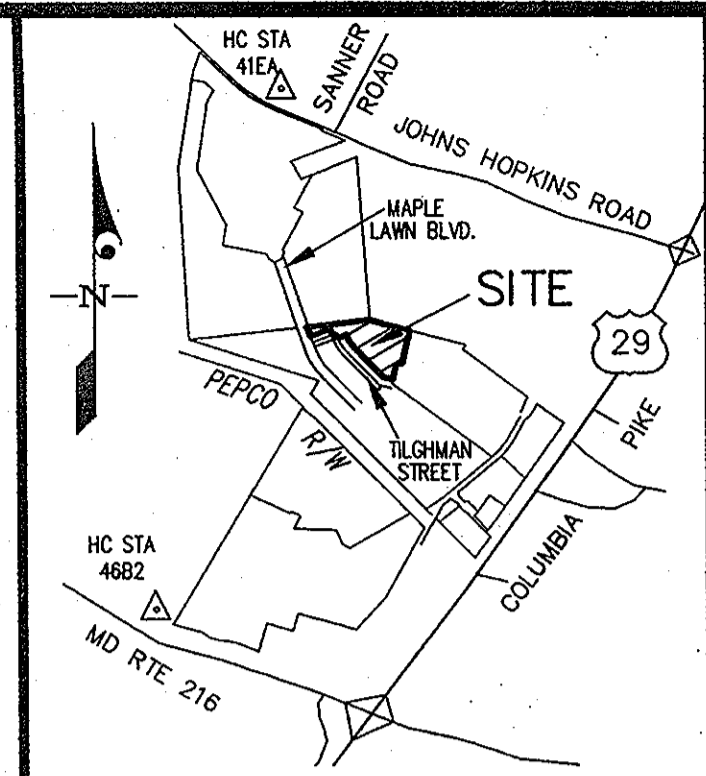 HC STA
41EA
SANNER
ROAD
JOHNS HOPKINS ROAD
MAPLE
LAWN BLVD.
SITE
N
29
PEPCO
R/W
TILGHMAN
STREET
PIKE
COLUMBIA
HC STA
46B2
MD RTE 216